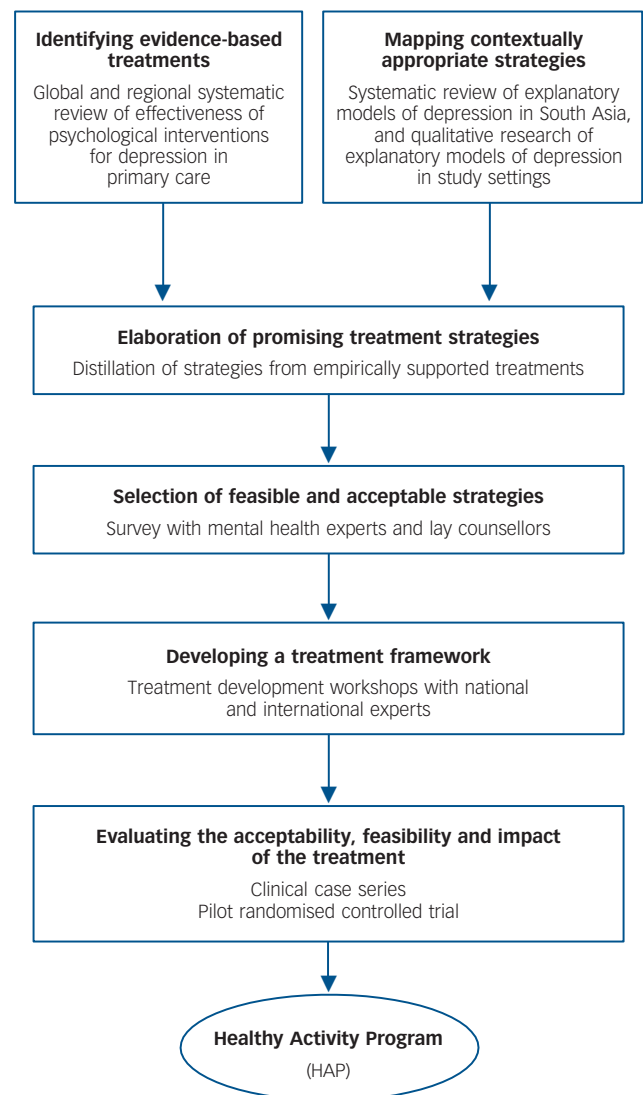 Identifying evidence-based
treatments
Global and regional systematic
review of effectiveness of
psychological interventions
for depression in
primary care
Mapping contextually
appropriate strategies
Systematic review of explanatory
models of depression in South Asia,
and qualitative research of
explanatory models of depression
in study settings
Elaboration of promising treatment strategies
Distillation of strategies from empirically supported treatments
Selection of feasible and acceptable strategies
Survey with mental health experts and lay counsellors
Developing a treatment framework
Treatment development workshops with national
and international experts
Evaluating the acceptability, feasibility and impact
of the treatment
Clinical case series
Pilot randomised controlled trial
Healthy Activity Program
(HAP)